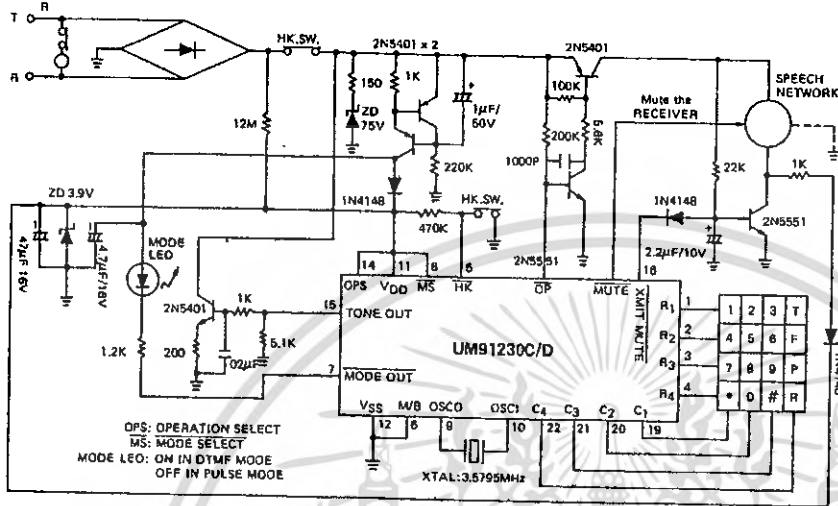 T R
R
HK.SW.
2N5401 x 2
2N5401
SPEECH
NETWORK
150
1K
ZD
75V
1µF/
50V
100K
Mute the
RECEIVER
12M
200K
5.6K
220K
1000P
22K
1K
ZD 3.9V
1N4148
HK.SW.
1N4148
2N5551
470K
2.2µF/10V
47µF 16V
4.7µF/16V
MODE
LED
2N5551
14 11 8 5
16
OPS VDD MS HK OP MUTE XMIT MUTE
2N5401
1K
15 TONE OUT
R1 1
1 2 3 T
R2 2
4 5 6 F
UM91230C/D
R3 3
7 8 9 P
R4 4
* 0 # R
1.2K
200
.02µF
5.1K
7 MODE OUT
VSS M/B OSCO OSCI C4 C3 C2 C1
12 6 9 10 22 21 20 19
OPS: OPERATION SELECT
MS: MODE SELECT
MODE LED: ON IN DTMF MODE
OFF IN PULSE MODE
XTAL: 3.5795MHz